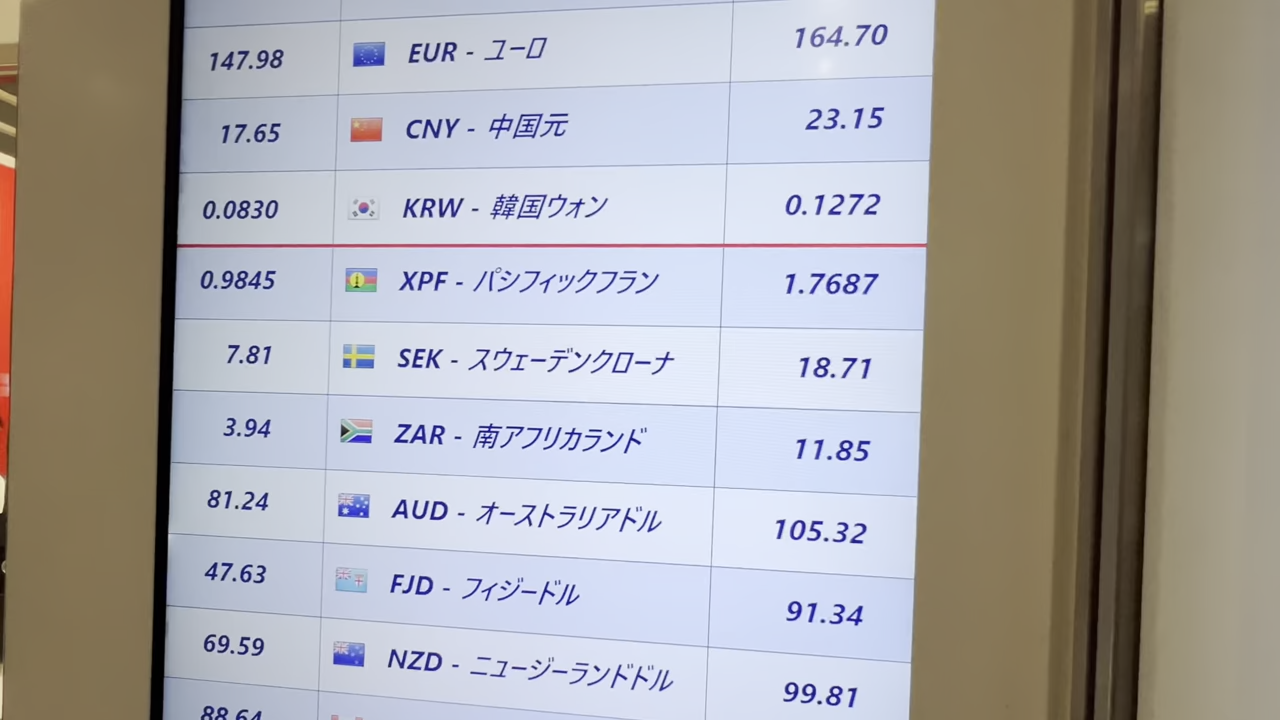 147.98 EUR - ユーロ 164.70
17.65 CNY - 中国元 23.15
0.0830 KRW - 韓国ウォン 0.1272
0.9845 XPF - パシフィックフラン 1.7687
7.81 SEK - スウェーデンクローナ 18.71
3.94 ZAR - 南アフリカランド 11.85
81.24 AUD - オーストラリアドル 105.32
47.63 FJD - フィジードル 91.34
69.59 NZD - ニュージーランドドル 99.81
88.64